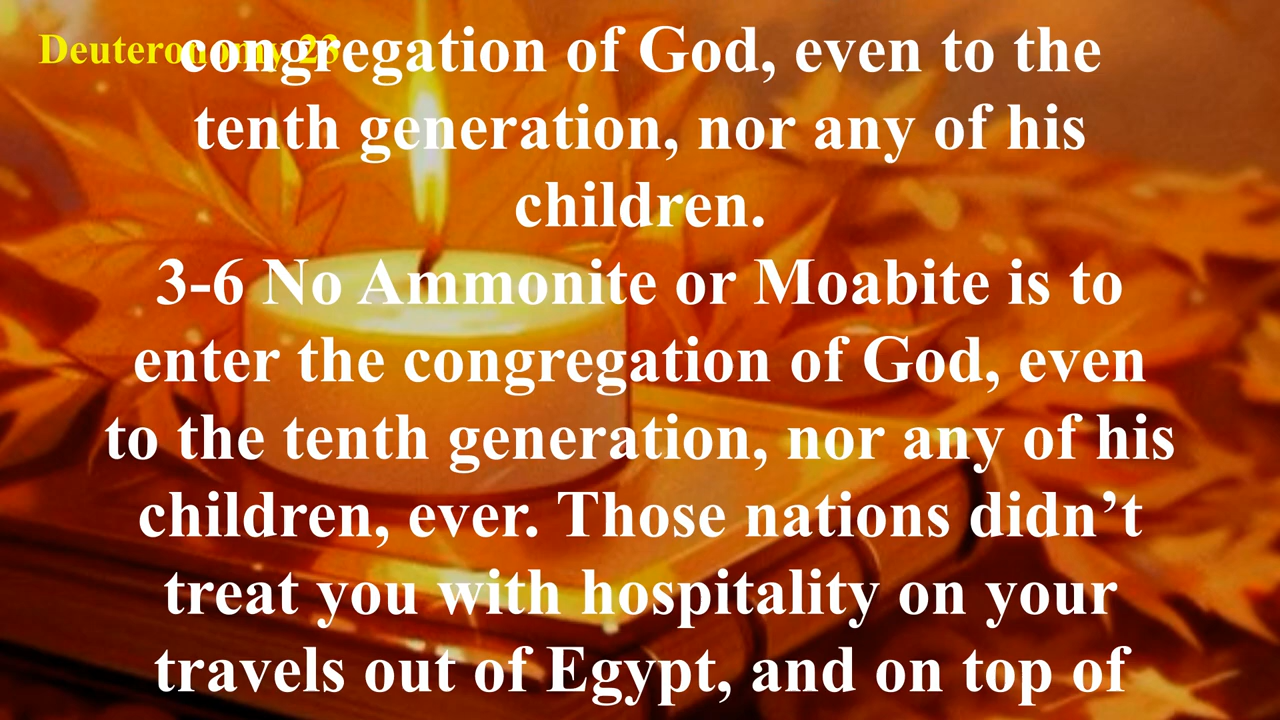 Deuteronomy 23
congregation of God, even to the
tenth generation, nor any of his
children.
3-6 No Ammonite or Moabite is to
enter the congregation of God, even
to the tenth generation, nor any of his
children, ever. Those nations didn’t
treat you with hospitality on your
travels out of Egypt, and on top of